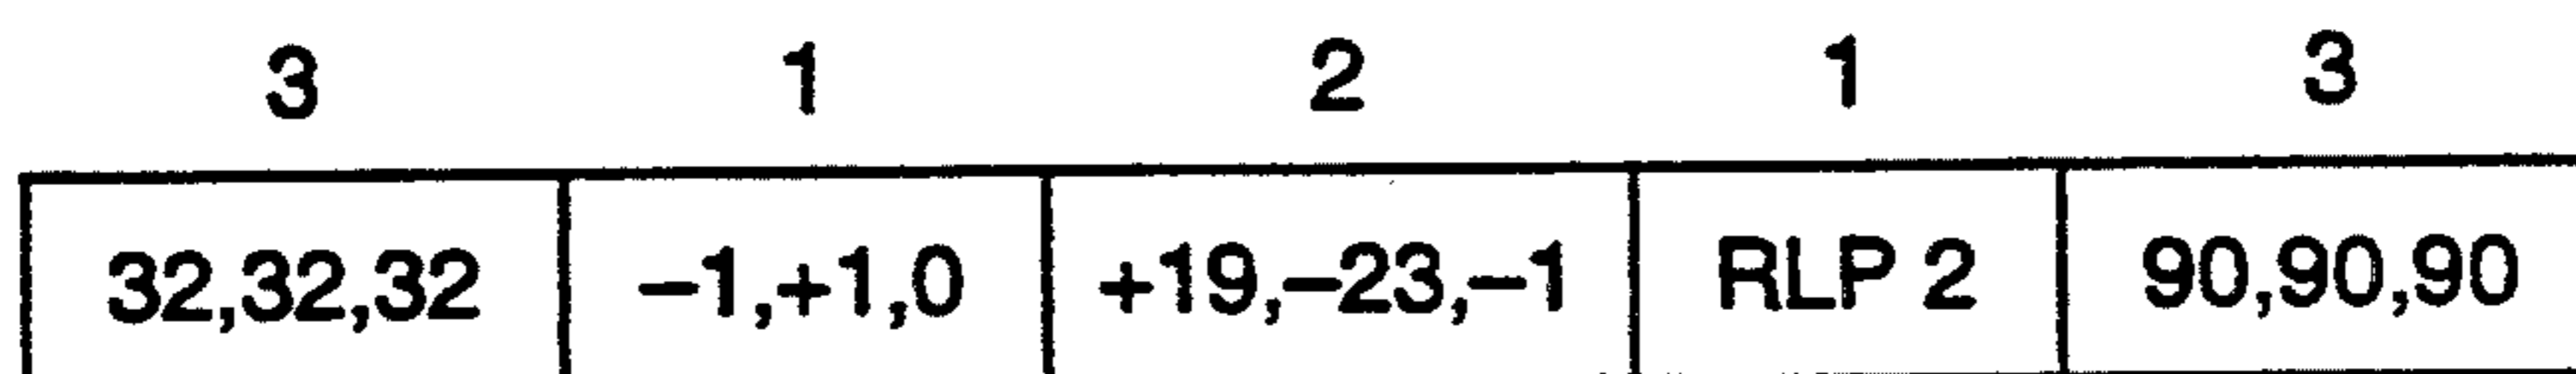 3 1 2 1 3
32,32,32 –1,+1,0 +19,–23,–1 RLP 2 90,90,90